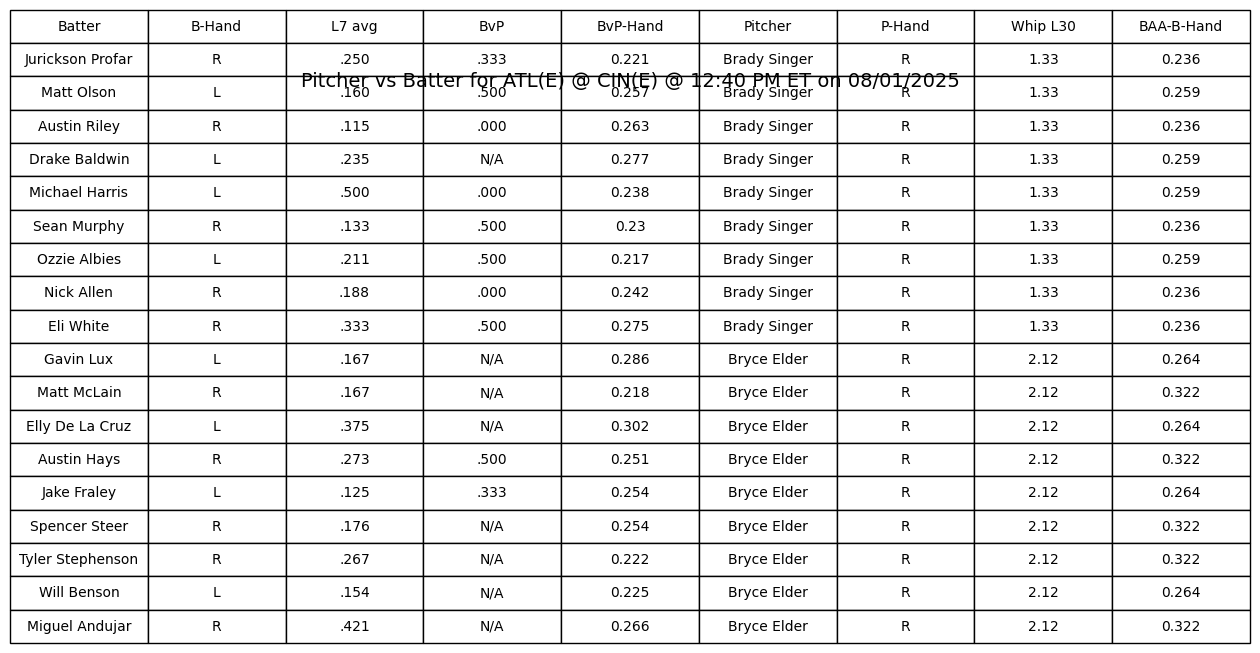 Batter B-Hand L7 avg BvP BvP-Hand Pitcher P-Hand Whip L30 BAA-B-Hand
Jurickson Profar R .250 .333 0.221 Brady Singer R 1.33 0.236
Pitcher vs Batter for ATL(E) @ CIN(E) @ 12:40 PM ET on 08/01/2025
Matt Olson L .160 .500 0.257 Brady Singer R 1.33 0.259
Austin Riley R .115 .000 0.263 Brady Singer R 1.33 0.236
Drake Baldwin L .235 N/A 0.277 Brady Singer R 1.33 0.259
Michael Harris L .500 .000 0.238 Brady Singer R 1.33 0.259
Sean Murphy R .133 .500 0.23 Brady Singer R 1.33 0.236
Ozzie Albies L .211 .500 0.217 Brady Singer R 1.33 0.259
Nick Allen R .188 .000 0.242 Brady Singer R 1.33 0.236
Eli White R .333 .500 0.275 Brady Singer R 1.33 0.236
Gavin Lux L .167 N/A 0.286 Bryce Elder R 2.12 0.264
Matt McLain R .167 N/A 0.218 Bryce Elder R 2.12 0.322
Elly De La Cruz L .375 N/A 0.302 Bryce Elder R 2.12 0.264
Austin Hays R .273 .500 0.251 Bryce Elder R 2.12 0.322
Jake Fraley L .125 .333 0.254 Bryce Elder R 2.12 0.264
Spencer Steer R .176 N/A 0.254 Bryce Elder R 2.12 0.322
Tyler Stephenson R .267 N/A 0.222 Bryce Elder R 2.12 0.322
Will Benson L .154 N/A 0.225 Bryce Elder R 2.12 0.264
Miguel Andujar R .421 N/A 0.266 Bryce Elder R 2.12 0.322